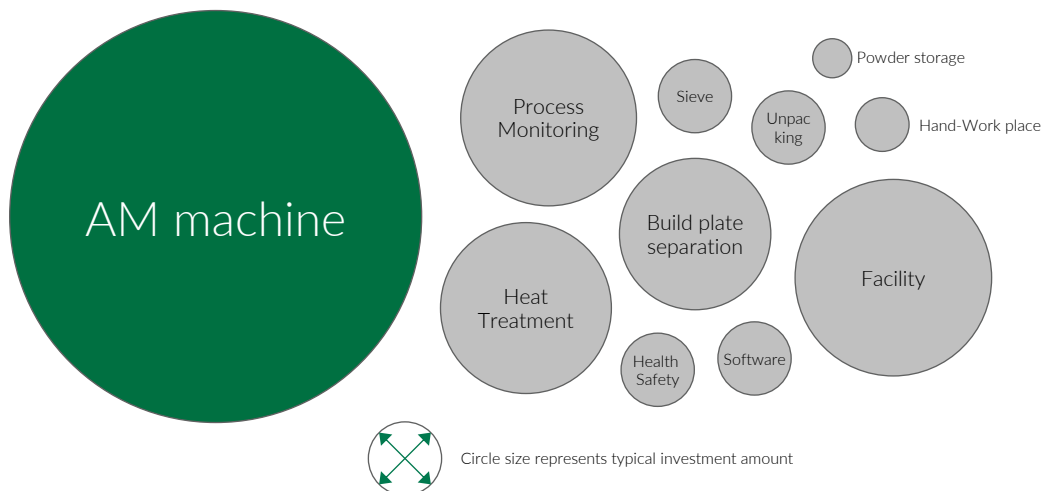 AM machine
Process
Monitoring
Sieve
Unpac
king
Powder storage
Hand-Work place
Build plate
separation
Heat
Treatment
Facility
Health
Safety
Software
Circle size represents typical investment amount